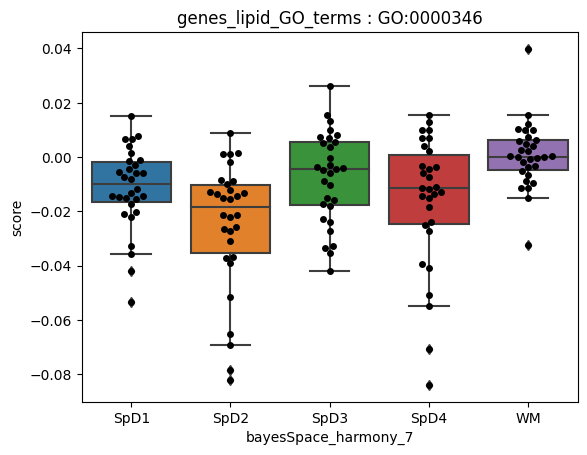 genes_lipid_GO_terms : GO:0000346
0.04
0.02
0.00
−0.02
−0.04
−0.06
−0.08
score
SpD1 SpD2 SpD3 SpD4 WM
bayesSpace_harmony_7